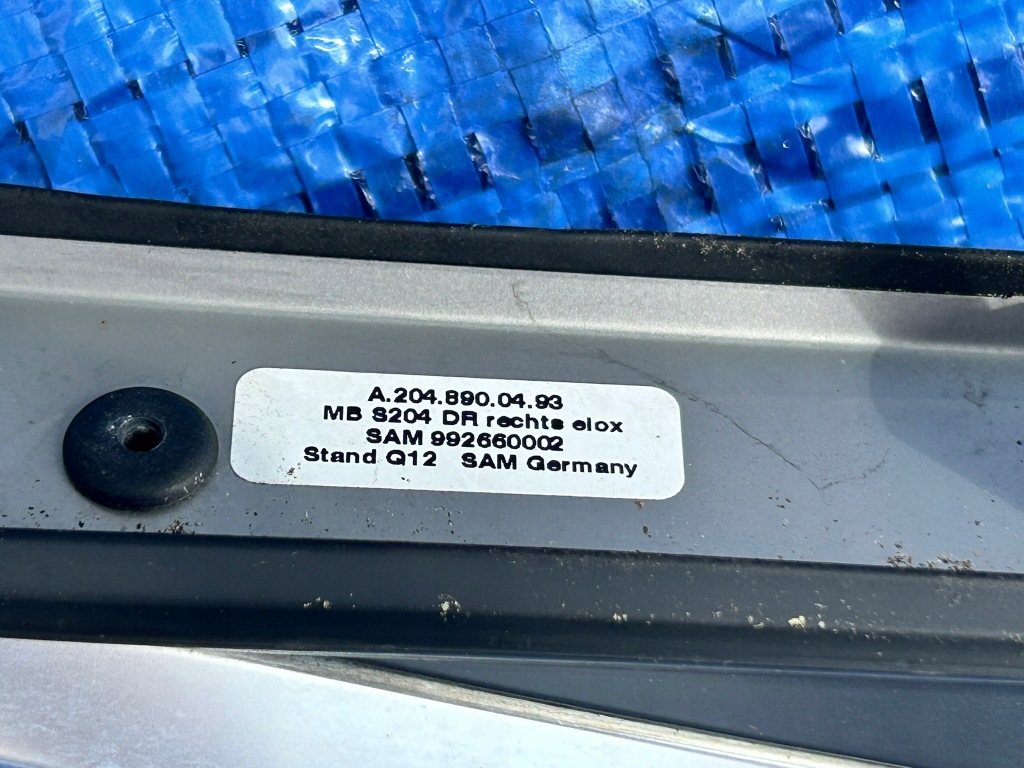 A.204.890.04.93
MB S204 DR rechts elox
SAM 992660002
Stand Q12 SAM Germany